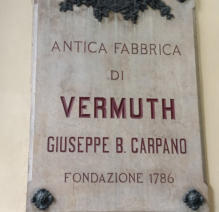 ANTICA FABBRICA
DI
VERMUTH
GIUSEPPE B. CARPANO
FONDAZIONE 1786